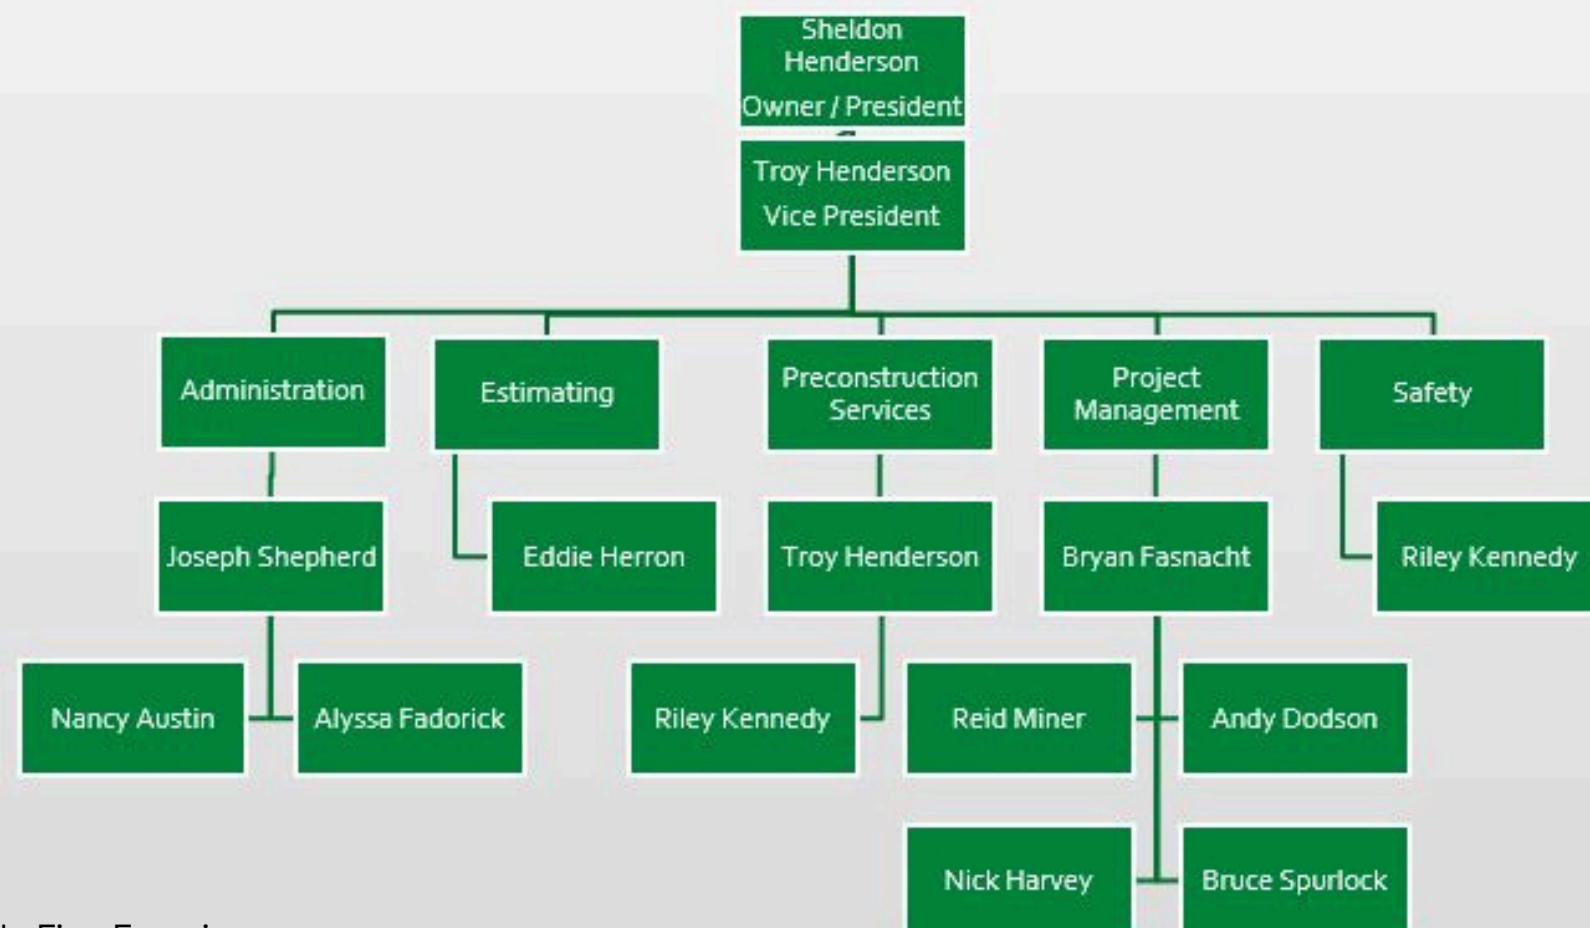 Sheldon
Henderson
Owner / President
Troy Henderson
Vice President
Administration
Estimating
Preconstruction
Services
Project
Management
Safety
Joseph Shepherd
Eddie Herron
Troy Henderson
Bryan Fasnacht
Riley Kennedy
Nancy Austin
Alyssa Fadorick
Riley Kennedy
Reid Miner
Andy Dodson
Nick Harvey
Bruce Spurlock